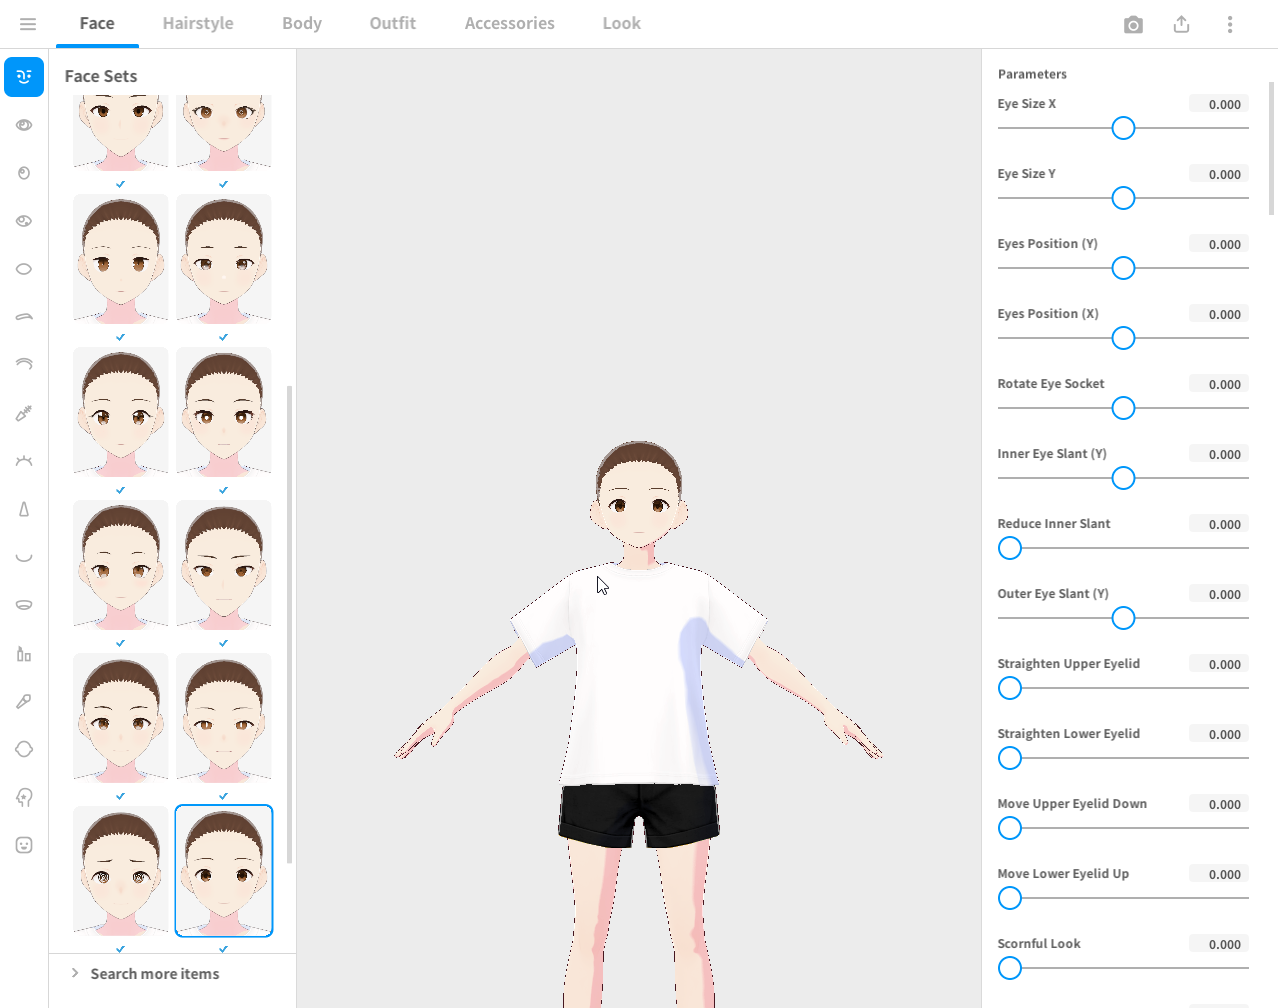 Face Hairstyle Body Outfit Accessories Look
Face Sets
Search more items
Parameters
Eye Size X 0.000
Eye Size Y 0.000
Eyes Position (Y) 0.000
Eyes Position (X) 0.000
Rotate Eye Socket 0.000
Inner Eye Slant (Y) 0.000
Reduce Inner Slant 0.000
Outer Eye Slant (Y) 0.000
Straighten Upper Eyelid 0.000
Straighten Lower Eyelid 0.000
Move Upper Eyelid Down 0.000
Move Lower Eyelid Up 0.000
Scornful Look 0.000